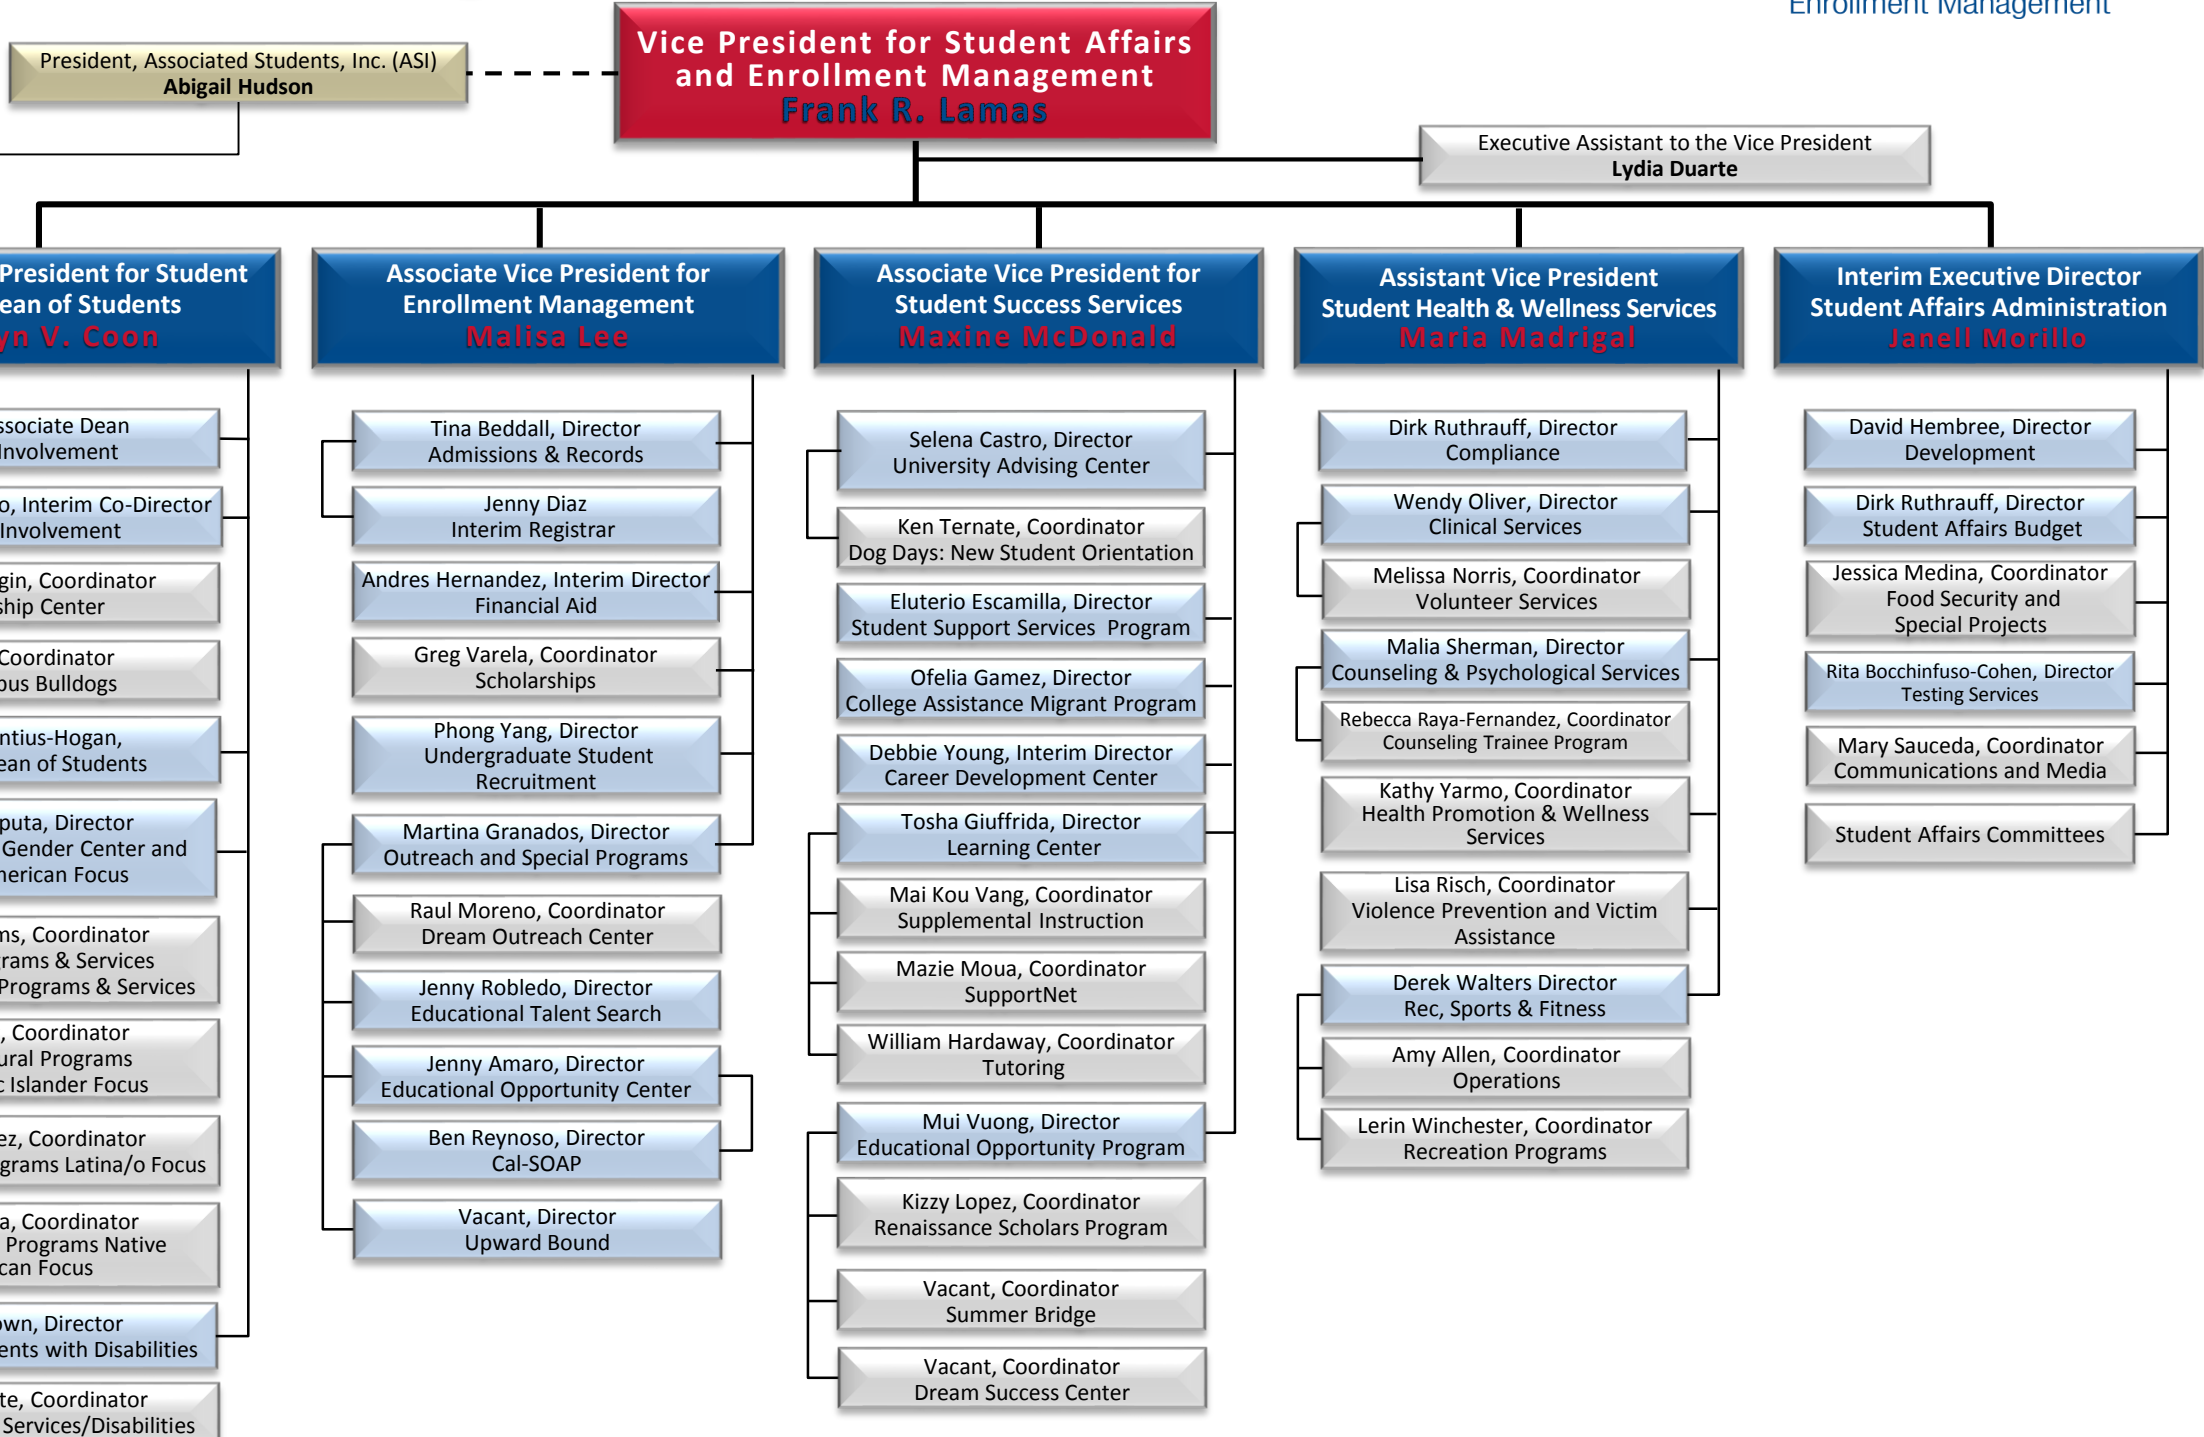 Enrollment Management
President, Associated Students, Inc. (ASI)
Abigail Hudson
Vice President for Student Affairs
and Enrollment Management
Frank R. Lamas
Executive Assistant to the Vice President
Lydia Duarte
President for Student
ean of Students
yn V. Coon
ssociate Dean
Involvement
o, Interim Co-Director
Involvement
gin, Coordinator
ship Center
Coordinator
pus Bulldogs
ntius-Hogan,
ean of Students
puta, Director
Gender Center and
merican Focus
ms, Coordinator
grams & Services
Programs & Services
, Coordinator
ural Programs
c Islander Focus
ez, Coordinator
grams Latina/o Focus
a, Coordinator
Programs Native
can Focus
own, Director
ents with Disabilities
te, Coordinator
Services/Disabilities
Associate Vice President for
Enrollment Management
Malisa Lee
Tina Beddall, Director
Admissions & Records
Jenny Diaz
Interim Registrar
Andres Hernandez, Interim Director
Financial Aid
Greg Varela, Coordinator
Scholarships
Phong Yang, Director
Undergraduate Student
Recruitment
Martina Granados, Director
Outreach and Special Programs
Raul Moreno, Coordinator
Dream Outreach Center
Jenny Robledo, Director
Educational Talent Search
Jenny Amaro, Director
Educational Opportunity Center
Ben Reynoso, Director
Cal-SOAP
Vacant, Director
Upward Bound
Associate Vice President for
Student Success Services
Maxine McDonald
Selena Castro, Director
University Advising Center
Ken Ternate, Coordinator
Dog Days: New Student Orientation
Eluterio Escamilla, Director
Student Support Services Program
Ofelia Gamez, Director
College Assistance Migrant Program
Debbie Young, Interim Director
Career Development Center
Tosha Giuffrida, Director
Learning Center
Mai Kou Vang, Coordinator
Supplemental Instruction
Mazie Moua, Coordinator
SupportNet
William Hardaway, Coordinator
Tutoring
Mui Vuong, Director
Educational Opportunity Program
Kizzy Lopez, Coordinator
Renaissance Scholars Program
Vacant, Coordinator
Summer Bridge
Vacant, Coordinator
Dream Success Center
Assistant Vice President
Student Health & Wellness Services
Maria Madrigal
Dirk Ruthrauff, Director
Compliance
Wendy Oliver, Director
Clinical Services
Melissa Norris, Coordinator
Volunteer Services
Malia Sherman, Director
Counseling & Psychological Services
Rebecca Raya-Fernandez, Coordinator
Counseling Trainee Program
Kathy Yarmo, Coordinator
Health Promotion & Wellness
Services
Lisa Risch, Coordinator
Violence Prevention and Victim
Assistance
Derek Walters Director
Rec, Sports & Fitness
Amy Allen, Coordinator
Operations
Lerin Winchester, Coordinator
Recreation Programs
Interim Executive Director
Student Affairs Administration
Janell Morillo
David Hembree, Director
Development
Dirk Ruthrauff, Director
Student Affairs Budget
Jessica Medina, Coordinator
Food Security and
Special Projects
Rita Bocchinfuso-Cohen, Director
Testing Services
Mary Sauceda, Coordinator
Communications and Media
Student Affairs Committees